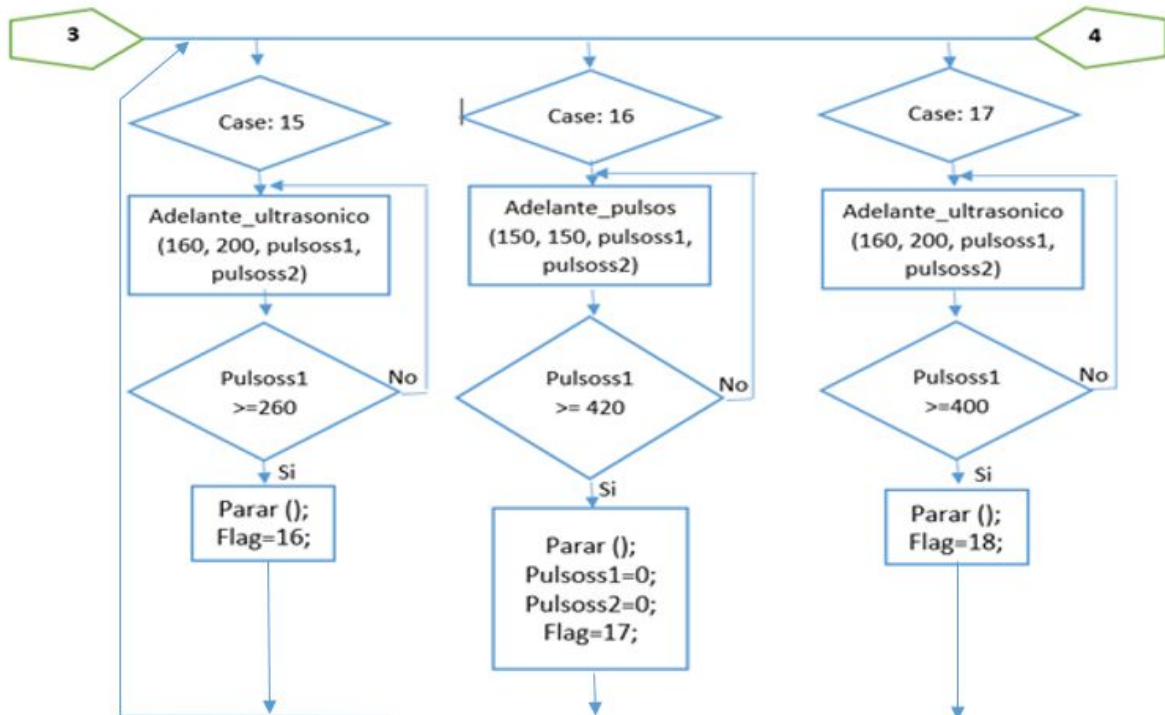 3
4
Case: 15
Adelante_ultrasonico
(160, 200, pulsoss1,
pulsoss2)
Pulsoss1
>=260
No
Si
Parar ();
Flag=16;
Case: 16
Adelante_pulsos
(150, 150, pulsoss1,
pulsoss2)
Pulsoss1
>= 420
No
Si
Parar ();
Pulsoss1=0;
Pulsoss2=0;
Flag=17;
Case: 17
Adelante_ultrasonico
(160, 200, pulsoss1,
pulsoss2)
Pulsoss1
>=400
No
Si
Parar ();
Flag=18;